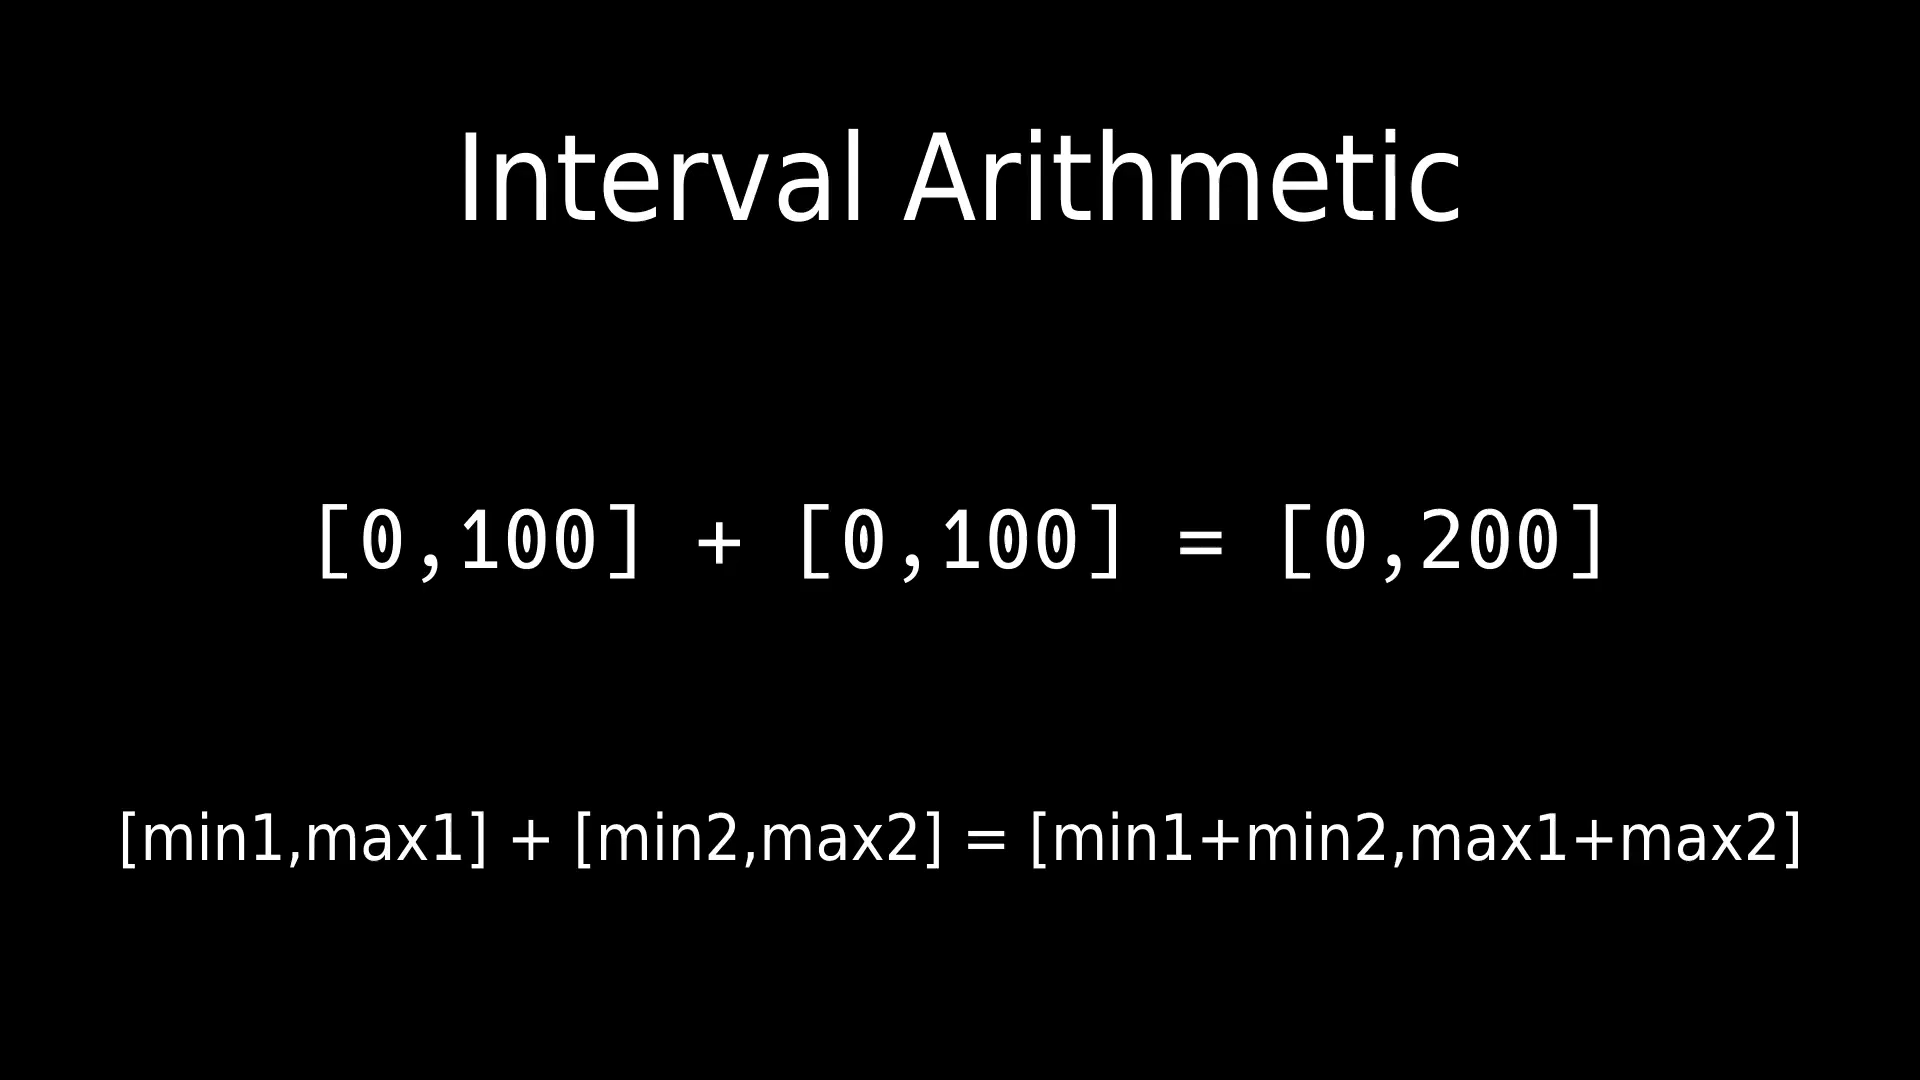 Interval Arithmetic
[0,100] + [0,100] = [0,200]
[min1,max1] + [min2,max2] = [min1+min2,max1+max2]